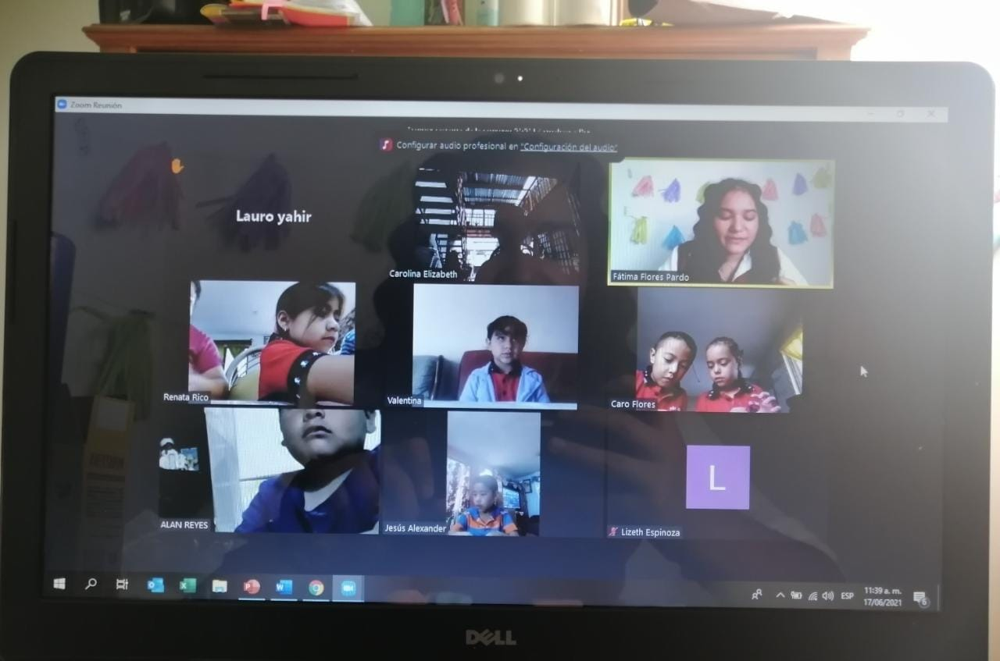 Zoom Reunión
Configurar audio profesional en "Configuración del audio"
Lauro yahir
Carolina Elizabeth
Fátima Flores Pardo
Renata Rico
Valentina
Caro Flores
ALAN REYES
Jesús Alexander
L
Lizeth Espinoza
ESP
11:39 a. m.
17/06/2021
6
DELL